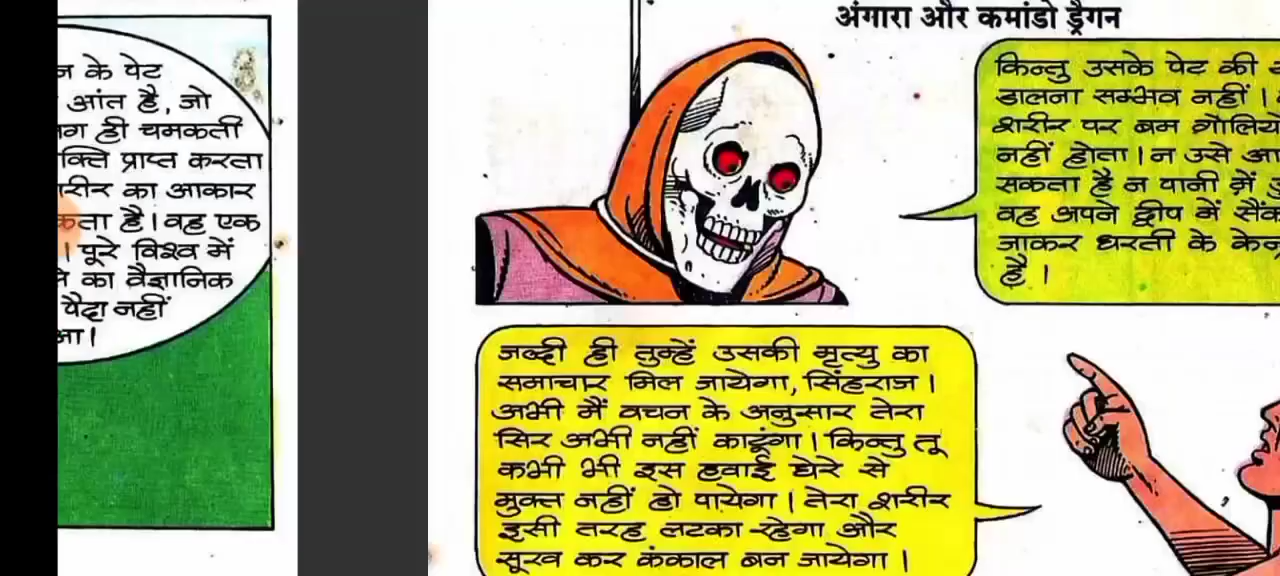 के पेट
आंत है, जो
ही चमकती
प्राप्त करता
का आकार
है। वह एक
। पूरे विश्व में
का वैज्ञानिक
पैदा नहीं
अंगारा और कमांडो ड्रैगन
किन्तु उसके पेट की
डालना सम्भव नहीं।
शरीर पर बम गोलियों
नहीं होता। न उसे
सकता है न पानी में
वह अपने द्वीप में
जाकर धरती के
है।
जल्दी ही तुम्हें उसकी मृत्यु का
समाचार मिल जायेगा, सिंहराज।
अभी मैं वचन के अनुसार तेरा
सिर अभी नहीं काटूंगा। किन्तु तू
कभी भी इस हवाई घेरे से
मुक्त नहीं हो पायेगा। तेरा शरीर
इसी तरह लटका रहेगा और
सूख कर कंकाल बन जायेगा।